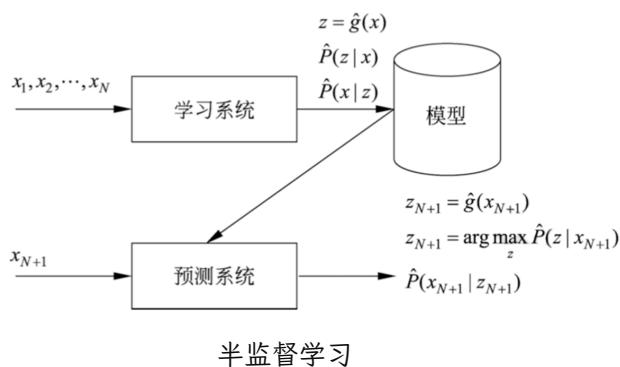 z = ĝ(x)
P̂(z|x)
P̂(x|z)
x₁, x₂, ⋯, x_N
学习系统
模型
z_{N+1} = ĝ(x_{N+1})
z_{N+1} = arg max_z P̂(z|x_{N+1})
P̂(x_{N+1}|z_{N+1})
x_{N+1}
预测系统
半监督学习